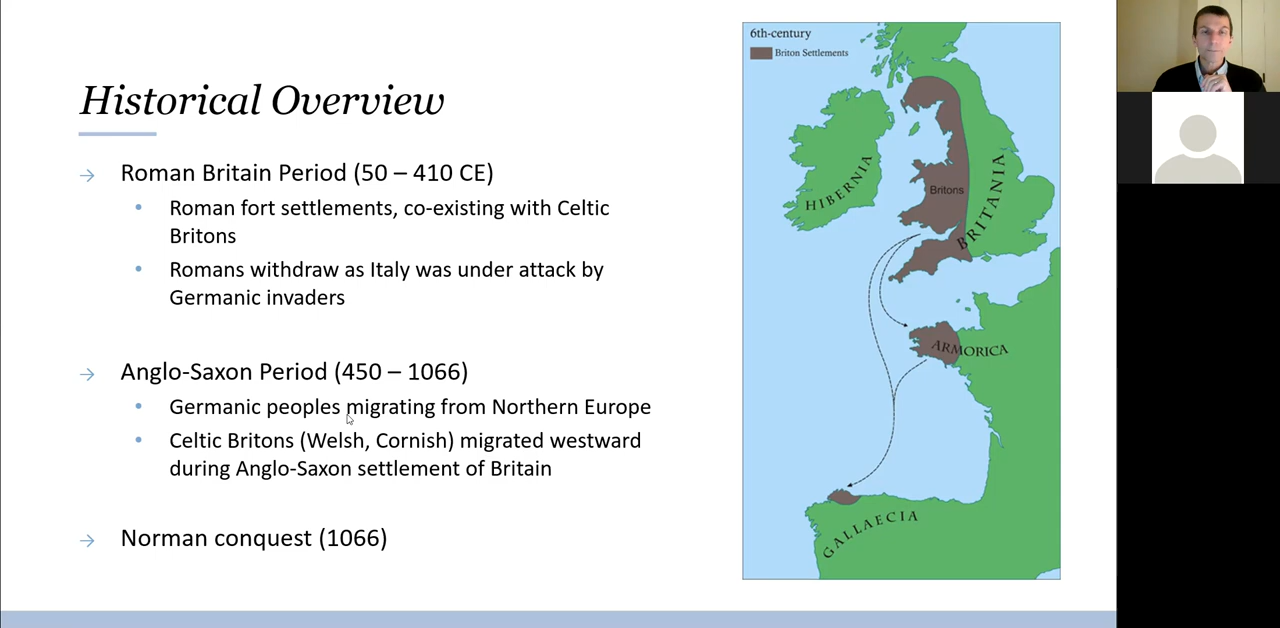 Historical Overview
→ Roman Britain Period (50 – 410 CE)
• Roman fort settlements, co-existing with Celtic
Britons
• Romans withdraw as Italy was under attack by
Germanic invaders
→ Anglo-Saxon Period (450 – 1066)
• Germanic peoples migrating from Northern Europe
• Celtic Britons (Welsh, Cornish) migrated westward
during Anglo-Saxon settlement of Britain
→ Norman conquest (1066)
6th-century
Briton Settlements
HIBERNIA
Britons
BRITANIA
ARMORICA
GALLAECIA